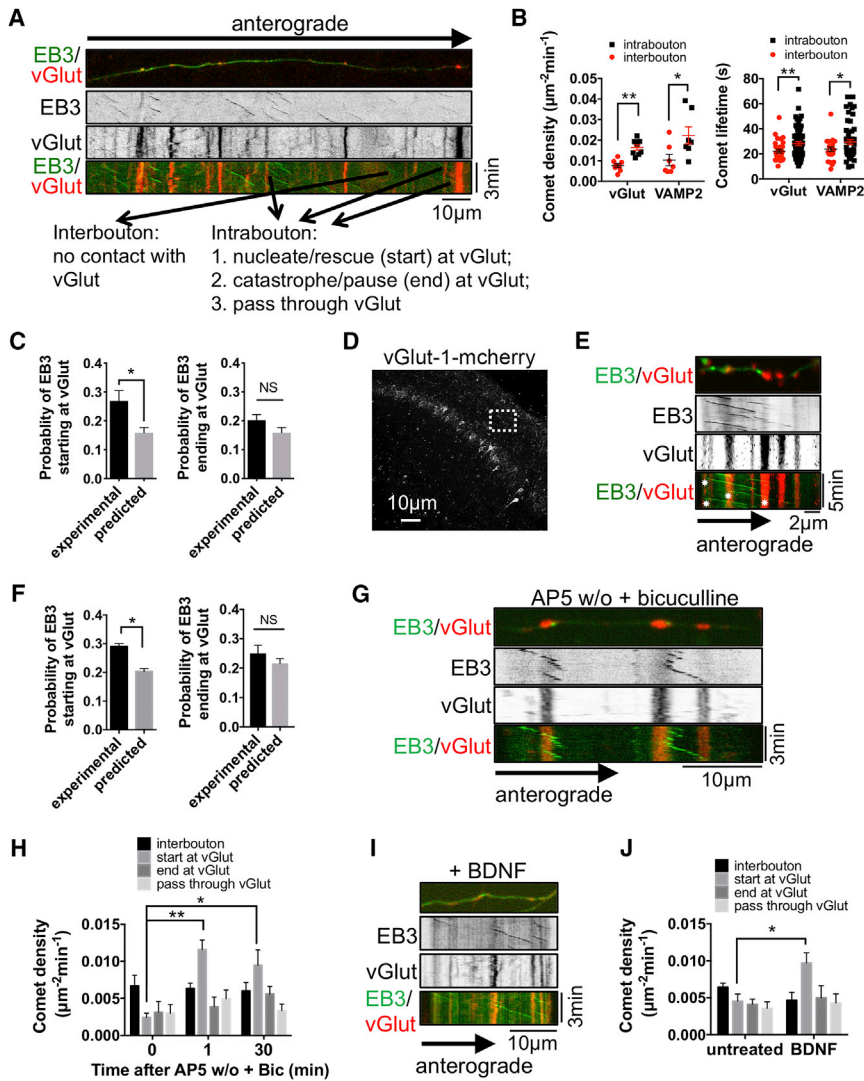 A
anterograde
EB3/
vGlut
EB3
vGlut
EB3/
vGlut
3min
10µm
Interbouton:
no contact with
vGlut
Intrabouton:
1. nucleate/rescue (start) at vGlut;
2. catastrophe/pause (end) at vGlut;
3. pass through vGlut
B
intrabouton
interbouton
Comet density (µm⁻²min⁻¹)
0.05
0.04
0.03
0.02
0.01
0.00
**
*
vGlut
VAMP2
intrabouton
interbouton
Comet lifetime (s)
100
80
60
40
20
0
**
*
vGlut
VAMP2
C
Probablity of EB3
starting at vGlut
0.4
0.3
0.2
0.1
0.0
*
experimental
predicted
Probablity of EB3
ending at vGlut
0.4
0.3
0.2
0.1
0.0
NS
experimental
predicted
D
vGlut-1-mcherry
10µm
E
EB3/vGlut
EB3
vGlut
EB3/vGlut
5min
2µm
anterograde
F
Probability of EB3
starting at vGlut
0.4
0.3
0.2
0.1
0.0
*
experimental
predicted
Probability of EB3
ending at vGlut
0.4
0.3
0.2
0.1
0.0
NS
experimental
predicted
G
AP5 w/o + bicuculline
EB3/vGlut
EB3
vGlut
EB3/vGlut
3min
10µm
anterograde
H
interbouton
start at vGlut
end at vGlut
pass through vGlut
Comet density
(µm⁻²min⁻¹)
0.015
0.010
0.005
0.000
*
**
0
1
30
Time after AP5 w/o + Bic (min)
I
+ BDNF
EB3
vGlut
EB3/
vGlut
3min
10µm
anterograde
J
interbouton
start at vGlut
end at vGlut
pass through vGlut
Comet density
(µm⁻²min⁻¹)
0.015
0.010
0.005
0.000
*
untreated
BDNF